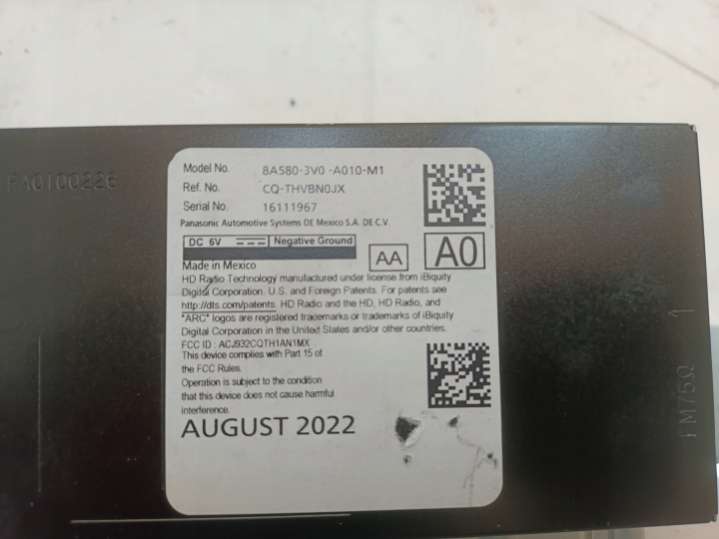 FA0100226
Model No. 8A580-3V0 -A010-M1
Ref. No. CQ-THVBN0JX
Serial No. 16111967
Panasonic Automotive Systems DE Mexico S.A. DE C.V.
DC 6V Negative Ground
AA
A0
Made in Mexico
HD Radio Technology manufactured under license from iBiquity
Digital Corporation. U.S. and Foreign Patents. For patents see
http://dts.com/patents. HD Radio and the HD, HD Radio, and
"ARC" logos are registered trademarks or trademarks of iBiquity
Digital Corporation in the United States and/or other countries.
FCC ID : ACJ932CQTH1AN1MX
This device complies with Part 15 of
the FCC Rules.
Operation is subject to the condition
that this device does not cause harmful
interference.
AUGUST 2022
FM75Ω 1